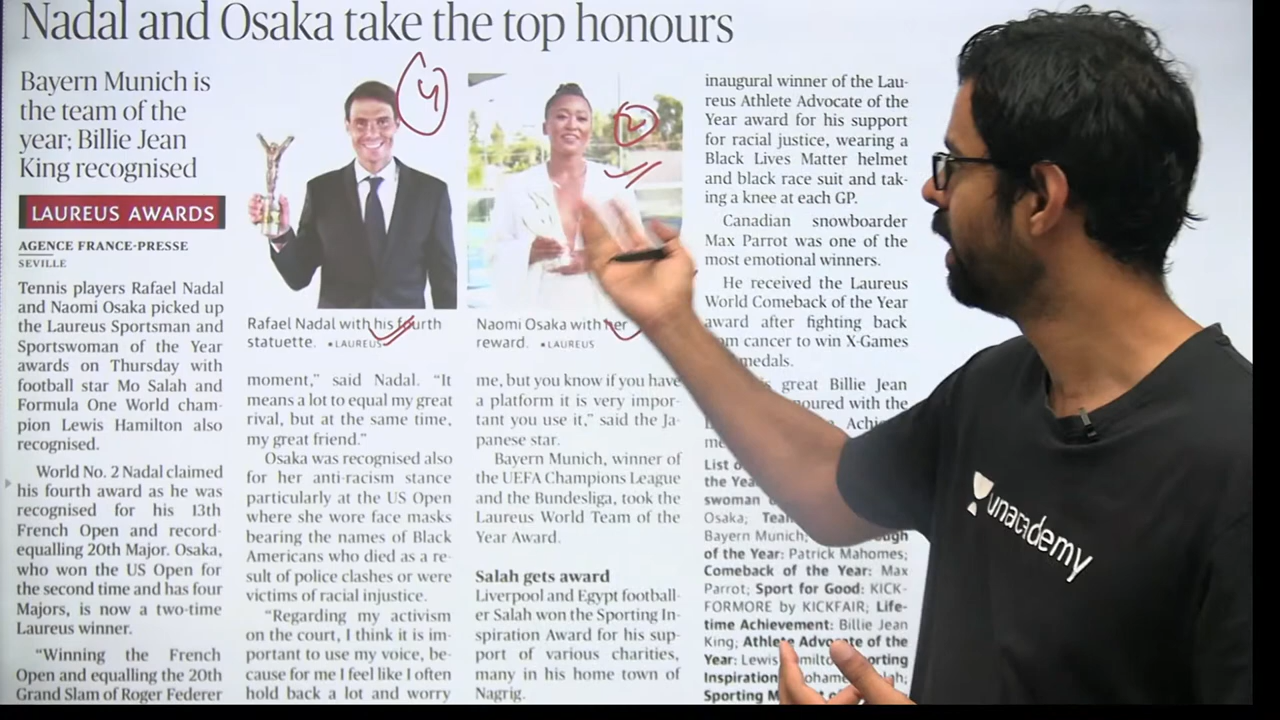 Nadal and Osaka take the top honours
Bayern Munich is
the team of the
year; Billie Jean
King recognised
LAUREUS AWARDS
AGENCE FRANCE-PRESSE
SEVILLE
Tennis players Rafael Nadal
and Naomi Osaka picked up
the Laureus Sportsman and
Sportswoman of the Year
awards on Thursday with
football star Mo Salah and
Formula One World cham-
pion Lewis Hamilton also
recognised.
World No. 2 Nadal claimed
his fourth award as he was
recognised for his 13th
French Open and record-
equalling 20th Major. Osaka,
who won the US Open for
the second time and has four
Majors, is now a two-time
Laureus winner.
“Winning the French
Open and equalling the 20th
Grand Slam of Roger Federer
4
Rafael Nadal with his fourth
statuette. •LAUREUS
moment,” said Nadal. “It
means a lot to equal my great
rival, but at the same time,
my great friend.”
Osaka was recognised also
for her anti-racism stance
particularly at the US Open
where she wore face masks
bearing the names of Black
Americans who died as a re-
sult of police clashes or were
victims of racial injustice.
“Regarding my activism
on the court, I think it is im-
portant to use my voice, be-
cause for me I feel like I often
hold back a lot and worry
Naomi Osaka with her
reward. •LAUREUS
me, but you know if you have
a platform it is very impor-
tant you use it,” said the Ja-
panese star.
Bayern Munich, winner of
the UEFA Champions League
and the Bundesliga, took the
Laureus World Team of the
Year Award.
Salah gets award
Liverpool and Egypt football-
er Salah won the Sporting In-
spiration Award for his sup-
port of various charities,
many in his home town of
Nagrig.
inaugural winner of the Lau-
reus Athlete Advocate of the
Year award for his support
for racial justice, wearing a
Black Lives Matter helmet
and black race suit and tak-
ing a knee at each GP.
Canadian snowboarder
Max Parrot was one of the
most emotional winners.
He received the Laureus
World Comeback of the Year
award after fighting back
cancer to win X-Games
medals.
great Billie Jean
with the
List
the
Osaka;
Bayern Munich;
of the Year: Patrick Mahomes;
Comeback of the Year: Max
Parrot; Sport for Good: KICK-
FORMORE by KICKFAIR; Life-
time Achievement: Billie Jean
King; Athlete Advocate of the
Year: Lewis
Inspiration
Sporting
unacademy